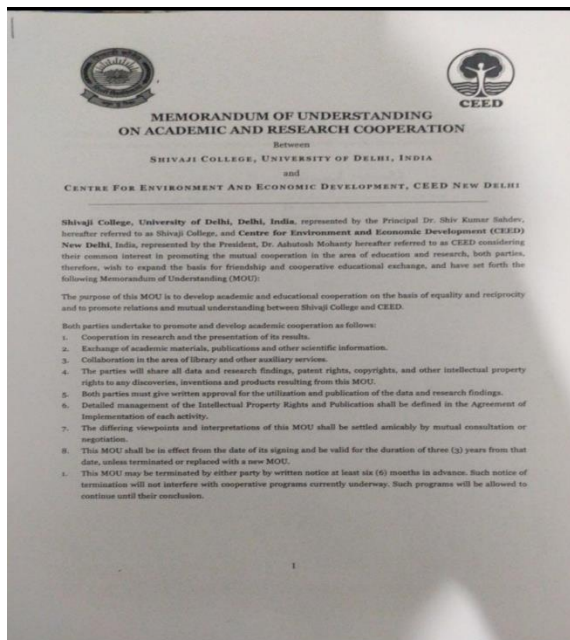 CEED
MEMORANDUM OF UNDERSTANDING
ON ACADEMIC AND RESEARCH COOPERATION
Between
SHIVAJI COLLEGE, UNIVERSITY OF DELHI, INDIA
and
CENTRE FOR ENVIRONMENT AND ECONOMIC DEVELOPMENT, CEED NEW DELHI
Shivaji College, University of Delhi, Delhi, India, represented by the Principal Dr. Shiv Kumar Sahdev,
hereafter referred to as Shivaji College, and Centre for Environment and Economic Development (CEED)
New Delhi, India, represented by the President, Dr. Ashutosh Mohanty hereafter referred to as CEED considering
their common interest in promoting the mutual cooperation in the area of education and research, both parties,
therefore, wish to expand the basis for friendship and cooperative educational exchange, and have set forth the
following Memorandum of Understanding (MOU):
The purpose of this MOU is to develop academic and educational cooperation on the basis of equality and reciprocity
and to promote relations and mutual understanding between Shivaji College and CEED.
Both parties undertake to promote and develop academic cooperation as follows:
1. Cooperation in research and the presentation of its results.
2. Exchange of academic materials, publications and other scientific information.
3. Collaboration in the area of library and other auxiliary services.
4. The parties will share all data and research findings, patent rights, copyrights, and other intellectual property
rights to any discoveries, inventions and products resulting from this MOU.
5. Both parties must give written approval for the utilization and publication of the data and research findings.
6. Detailed management of the Intellectual Property Rights and Publication shall be defined in the Agreement of
Implementation of each activity.
7. The differing viewpoints and interpretations of this MOU shall be settled amicably by mutual consultation or
negotiation.
8. This MOU shall be in effect from the date of its signing and be valid for the duration of three (3) years from that
date, unless terminated or replaced with a new MOU.
1. This MOU may be terminated by either party by written notice at least six (6) months in advance. Such notice of
termination will not interfere with cooperative programs currently underway. Such programs will be allowed to
continue until their conclusion.
1